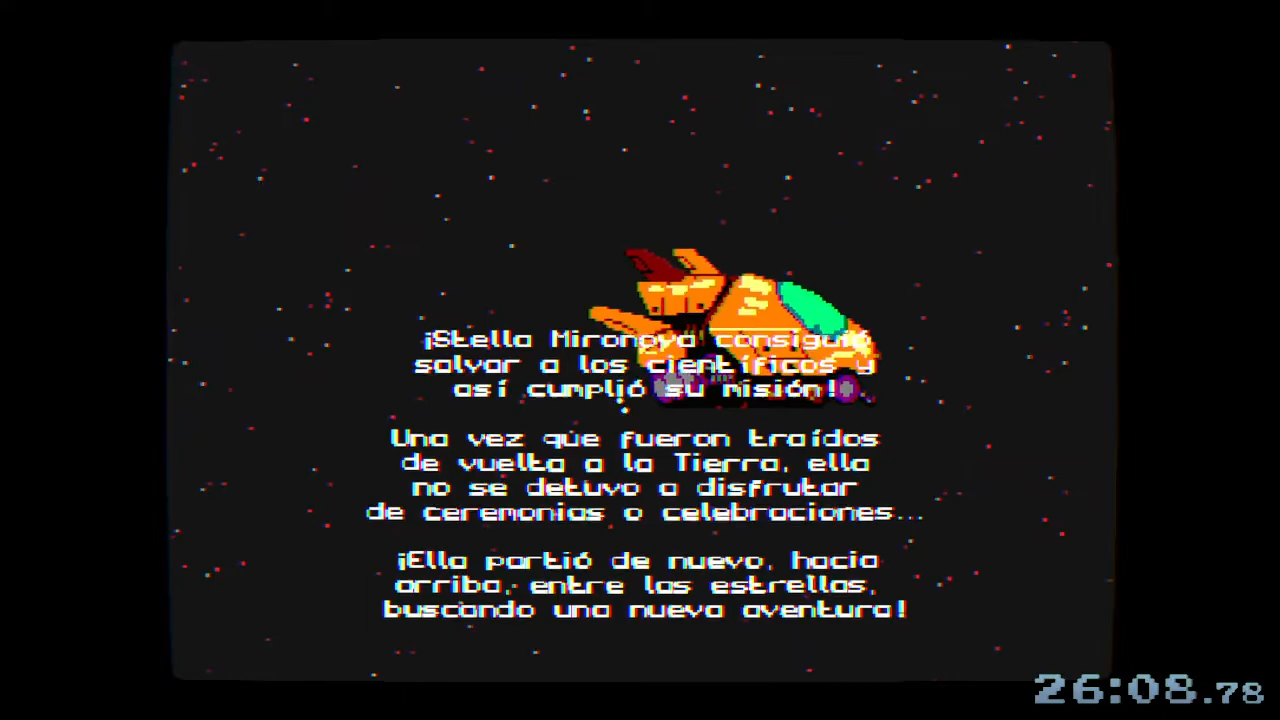 ¡Stella Mironova consiguió
salvar a los científicos y
así cumplió su misión!
Una vez que fueron traídos
de vuelta a la Tierra, ella
no se detuvo a disfrutar
de ceremonias o celebraciones...
¡Ella partió de nuevo, hacia
arriba, entre las estrellas,
buscando una nueva aventura!
26:08.78